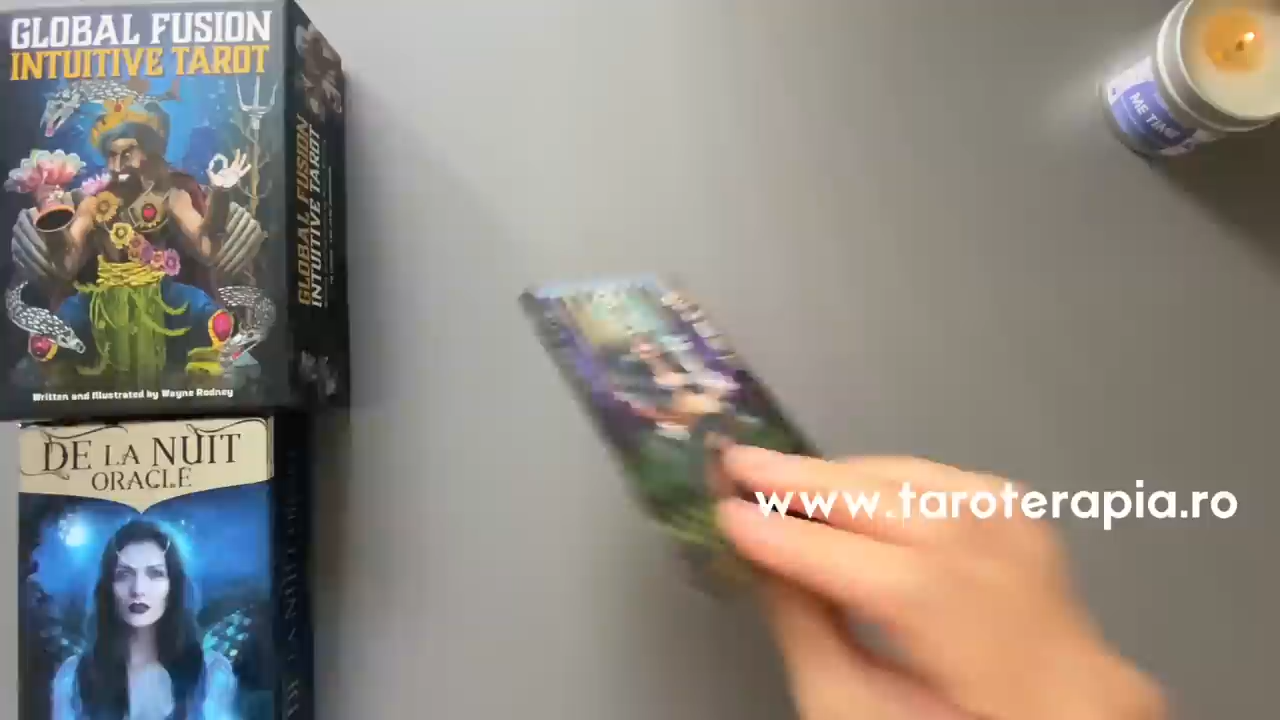 GLOBAL FUSION
INTUITIVE TAROT
Written and Illustrated by Wayne Rodney
GLOBAL FUSION
INTUITIVE TAROT
DE LA NUIT
ORACLE
ME TIME
www.taroterapia.ro